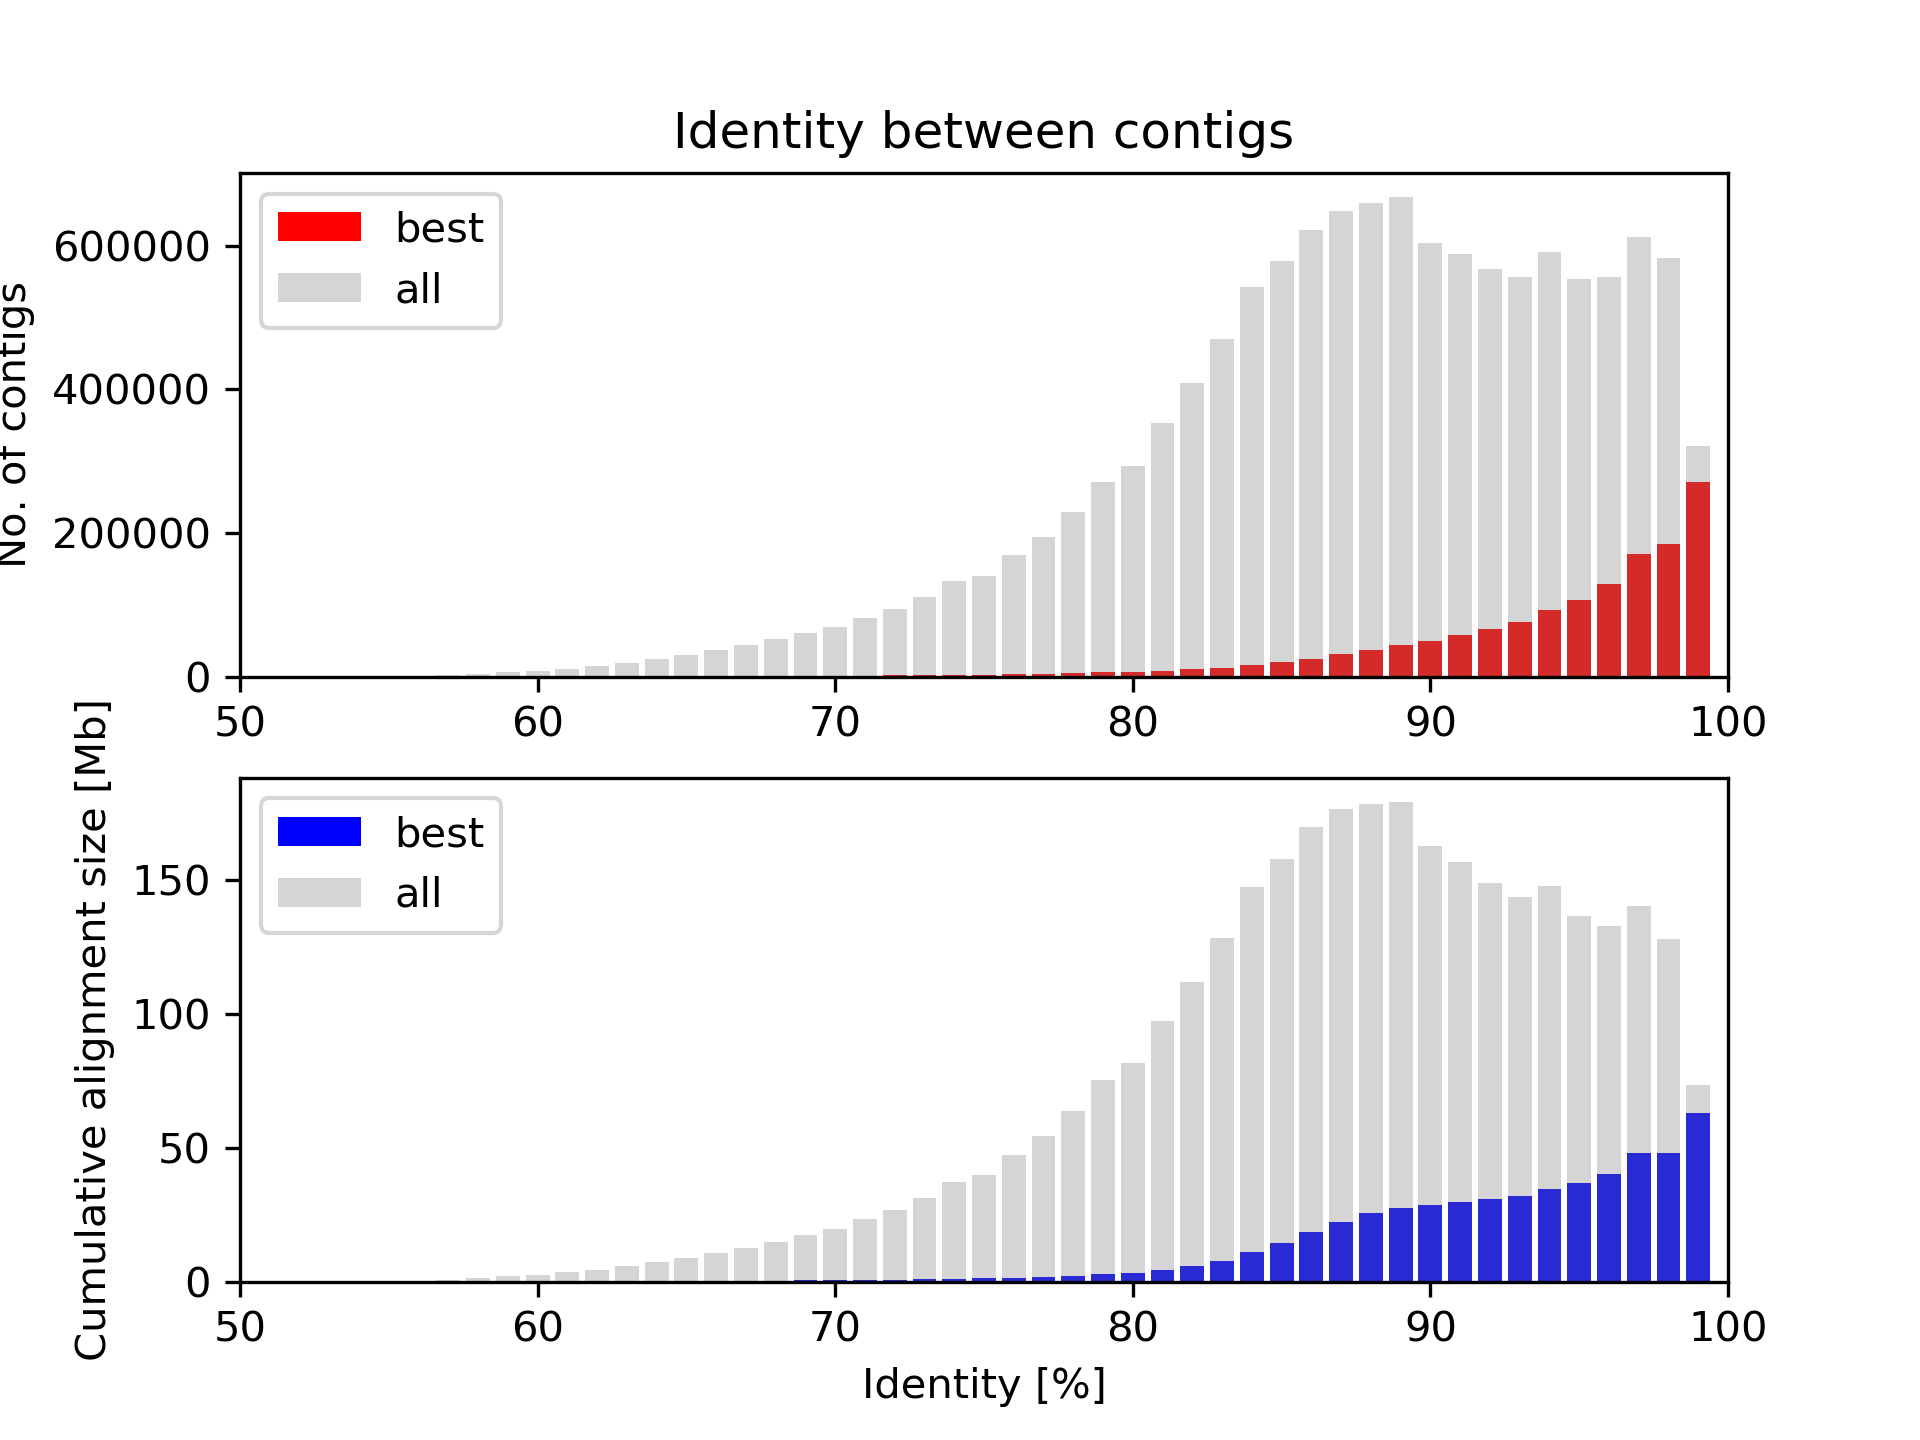 Identity between contigs
best
all
No. of contigs
600000
400000
200000
0
50 60 70 80 90 100
best
all
Cumulative alignment size [Mb]
150
100
50
0
50 60 70 80 90 100
Identity [%]